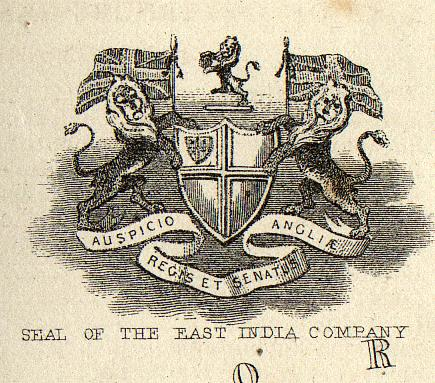 AUSPICIO
REGIS ET SENATUS
ANGLIÆ
SEAL OF THE EAST INDIA COMPANY
O R